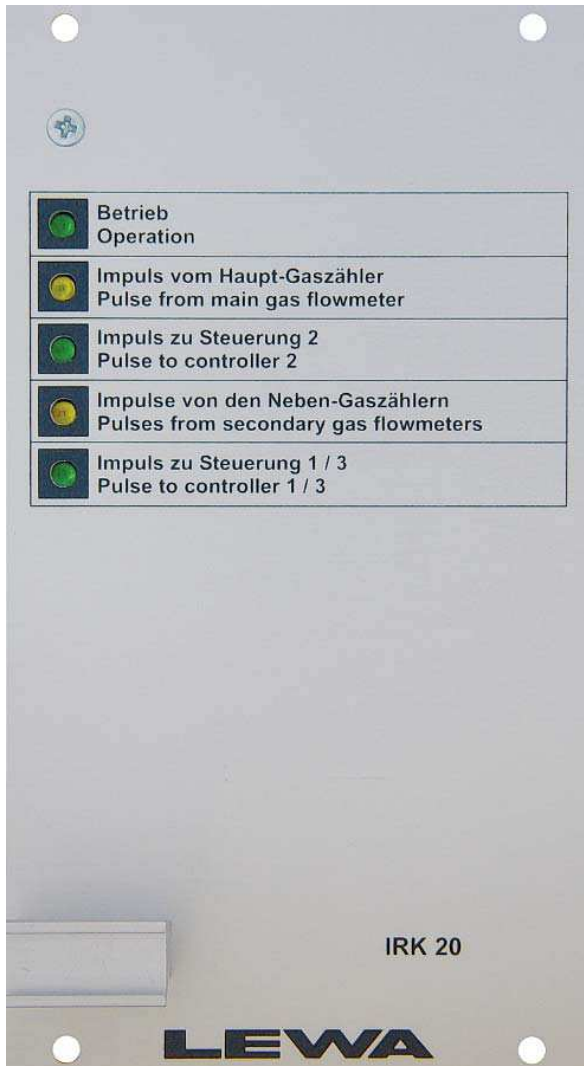 Betrieb
Operation
Impuls vom Haupt-Gaszähler
Pulse from main gas flowmeter
Impuls zu Steuerung 2
Pulse to controller 2
Impulse von den Neben-Gaszählern
Pulses from secondary gas flowmeters
Impuls zu Steuerung 1 / 3
Pulse to controller 1 / 3
IRK 20
LEWA